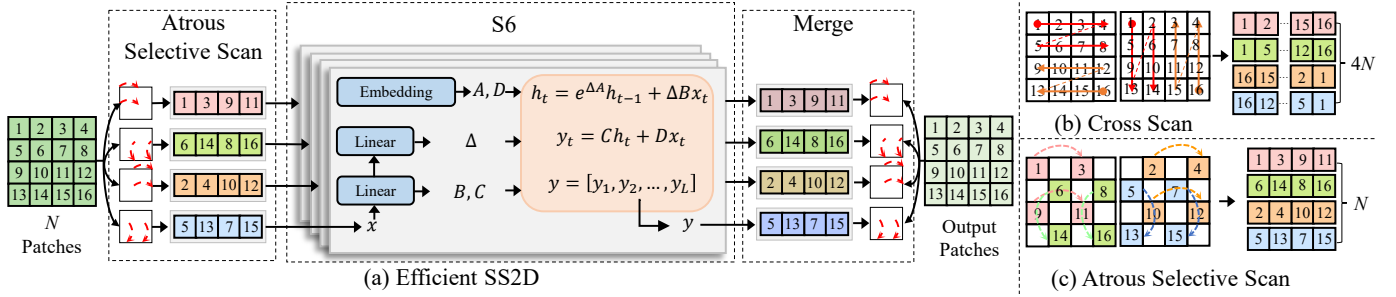 Atrous
Selective Scan
S6
Merge
1 2 3 4
5 6 7 8
9 10 11 12
13 14 15 16
N
Patches
1 3 9 11
6 14 8 16
2 4 10 12
5 13 7 15
Embedding
A, D
Linear
Δ
Linear
B, C
x
h_t = e^{ΔA}h_{t−1} + ΔBx_t
y_t = Ch_t + Dx_t
y = [y_1, y_2, … , y_L]
y
1 3 9 11
6 14 8 16
2 4 10 12
5 13 7 15
1 2 3 4
5 6 7 8
9 10 11 12
13 14 15 16
Output
Patches
(a) Efficient SS2D
2 3 4
5 6 7 8
9 10 11 12
13 14 15 16
1 2 3 4
5 6 7 8
9 10 11 12
13 14 15 16
1 2 ... 15 16
1 5 ... 12 16
16 15 ... 2 1
16 12 ... 5 1
4N
(b) Cross Scan
1 3
6 8
9 11
14 16
2 4
5 7
10 12
13 15
1 3 9 11
6 14 8 16
2 4 10 12
5 13 7 15
N
(c) Atrous Selective Scan